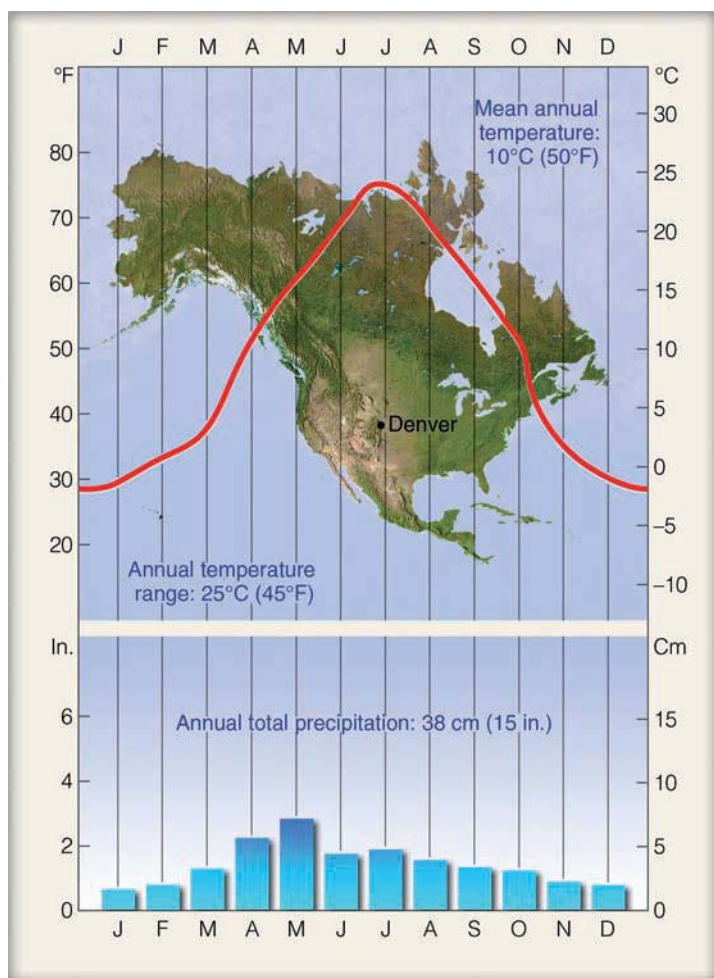 J F M A M J J A S O N D
°F °C
Mean annual
temperature:
10°C (50°F)
80
70
60
50
40
30
20
30
25
20
15
10
5
0
–5
–10
Denver
Annual temperature
range: 25°C (45°F)
In. Cm
Annual total precipitation: 38 cm (15 in.)
6
4
2
0
15
10
5
0
J F M A M J J A S O N D